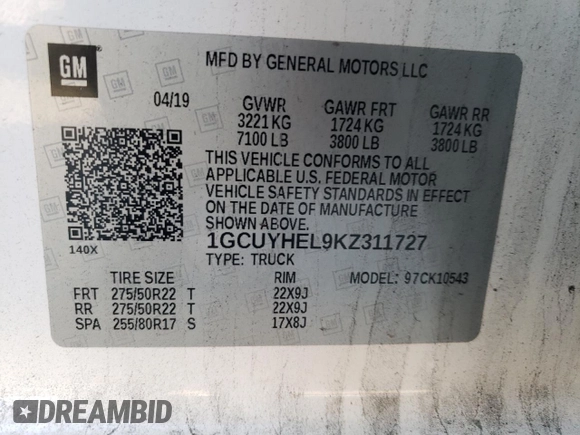 GM
MFD BY GENERAL MOTORS LLC
04/19 GVWR GAWR FRT GAWR RR
3221 KG 1724 KG 1724 KG
7100 LB 3800 LB 3800 LB
THIS VEHICLE CONFORMS TO ALL
APPLICABLE U.S. FEDERAL MOTOR
VEHICLE SAFETY STANDARDS IN EFFECT
ON THE DATE OF MANUFACTURE
SHOWN ABOVE.
140X
1GCUYHEL9KZ311727
TYPE: TRUCK MODEL: 97CK10543
TIRE SIZE RIM
FRT 275/50R22 T 22X9J
RR 275/50R22 T 22X9J
SPA 255/80R17 S 17X8J
DREAMBID